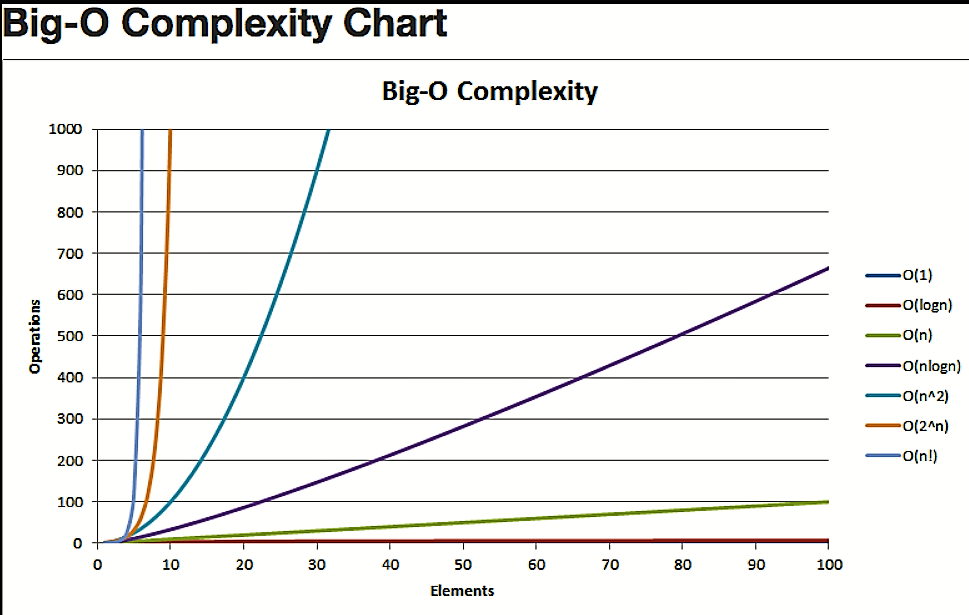 Big-O Complexity Chart
Big-O Complexity
1000
900
800
700
600
500
400
300
200
100
0
Operations
0 10 20 30 40 50 60 70 80 90 100
Elements
O(1)
O(logn)
O(n)
O(nlogn)
O(n^2)
O(2^n)
O(n!)